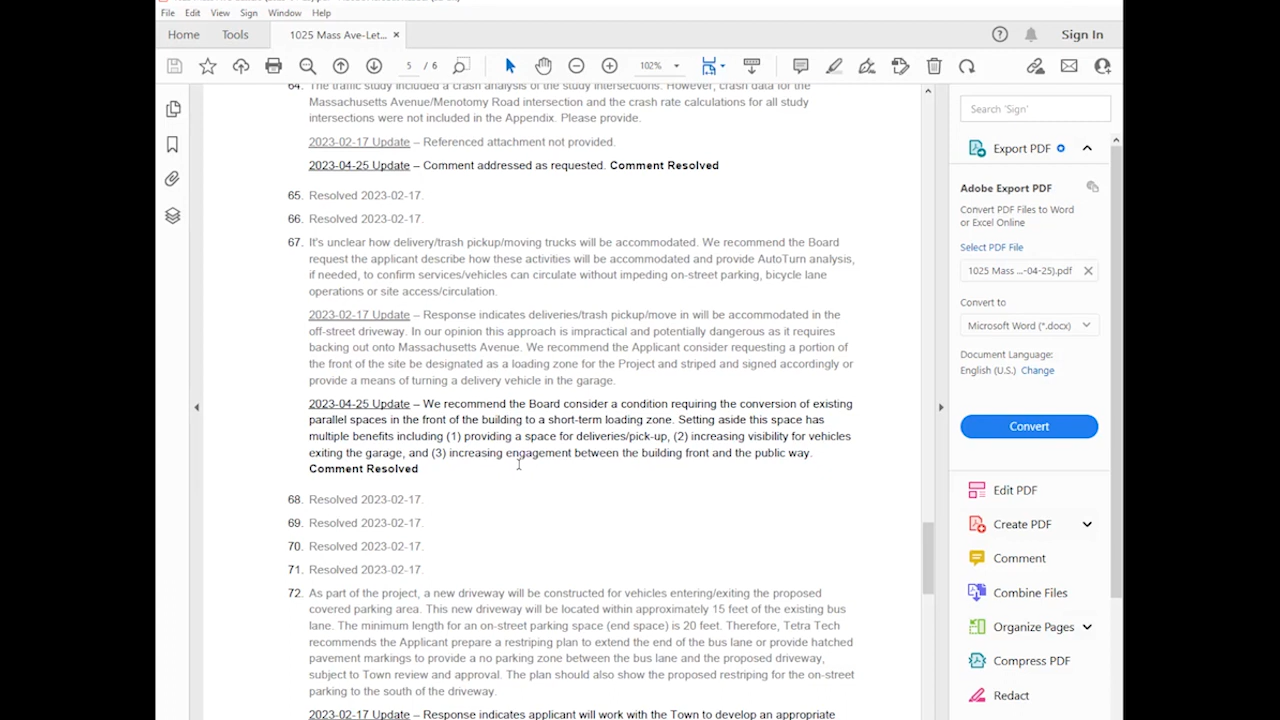 File Edit View Sign Window Help
Home Tools 1025 Mass Ave-Let... × Sign In
5 / 6 102%
64. The traffic study included a crash analysis of the study intersections. However, crash data for the
Massachusetts Avenue/Menotomy Road intersection and the crash rate calculations for all study
intersections were not included in the Appendix. Please provide.
2023-02-17 Update – Referenced attachment not provided.
2023-04-25 Update – Comment addressed as requested. Comment Resolved
65. Resolved 2023-02-17.
66. Resolved 2023-02-17.
67. It's unclear how delivery/trash pickup/moving trucks will be accommodated. We recommend the Board
request the applicant describe how these activities will be accommodated and provide AutoTurn analysis,
if needed, to confirm services/vehicles can circulate without impeding on-street parking, bicycle lane
operations or site access/circulation.
2023-02-17 Update – Response indicates deliveries/trash pickup/move in will be accommodated in the
off-street driveway. In our opinion this approach is impractical and potentially dangerous as it requires
backing out onto Massachusetts Avenue. We recommend the Applicant consider requesting a portion of
the front of the site be designated as a loading zone for the Project and striped and signed accordingly or
provide a means of turning a delivery vehicle in the garage.
2023-04-25 Update – We recommend the Board consider a condition requiring the conversion of existing
parallel spaces in the front of the building to a short-term loading zone. Setting aside this space has
multiple benefits including (1) providing a space for deliveries/pick-up, (2) increasing visibility for vehicles
exiting the garage, and (3) increasing engagement between the building front and the public way.
Comment Resolved
68. Resolved 2023-02-17.
69. Resolved 2023-02-17.
70. Resolved 2023-02-17.
71. Resolved 2023-02-17.
72. As part of the project, a new driveway will be constructed for vehicles entering/exiting the proposed
covered parking area. This new driveway will be located within approximately 15 feet of the existing bus
lane. The minimum length for an on-street parking space (end space) is 20 feet. Therefore, Tetra Tech
recommends the Applicant prepare a restriping plan to extend the end of the bus lane or provide hatched
pavement markings to provide a no parking zone between the bus lane and the proposed driveway,
subject to Town review and approval. The plan should also show the proposed restriping for the on-street
parking to the south of the driveway.
2023-02-17 Update – Response indicates applicant will work with the Town to develop an appropriate
Search 'Sign'
Export PDF
Adobe Export PDF
Convert PDF Files to Word
or Excel Online
Select PDF File
1025 Mass ...-04-25).pdf
Convert to
Microsoft Word (*.docx)
Document Language:
English (U.S.) Change
Convert
Edit PDF
Create PDF
Comment
Combine Files
Organize Pages
Compress PDF
Redact